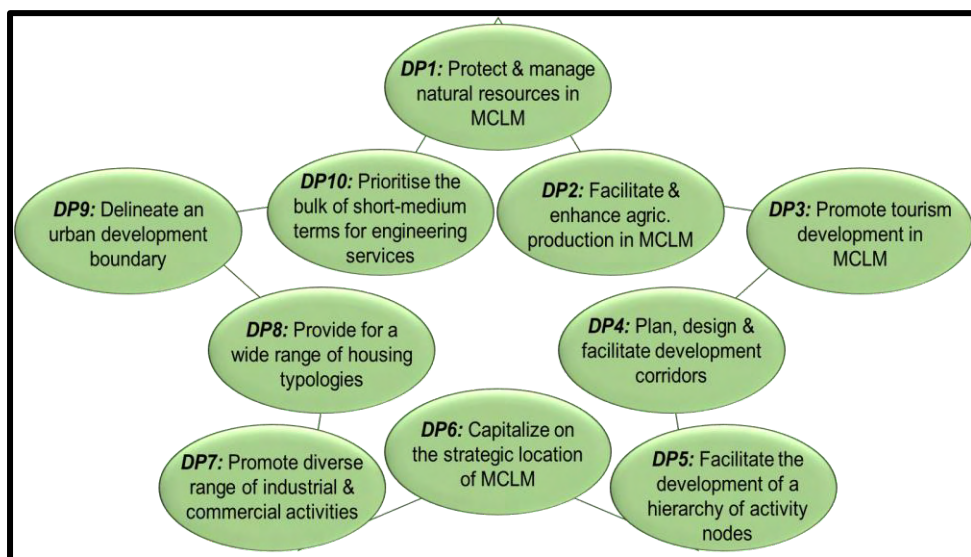 DP1: Protect & manage
natural resources in
MCLM
DP10: Prioritise the
bulk of short-medium
terms for engineering
services
DP2: Facilitate &
enhance agric.
production in MCLM
DP9: Delineate an
urban development
boundary
DP3: Promote tourism
development in
MCLM
DP8: Provide for a
wide range of housing
typologies
DP4: Plan, design &
facilitate development
corridors
DP6: Capitalize on
the strategic location
of MCLM
DP7: Promote diverse
range of industrial &
commercial activities
DP5: Facilitate the
development of a
hierarchy of activity
nodes